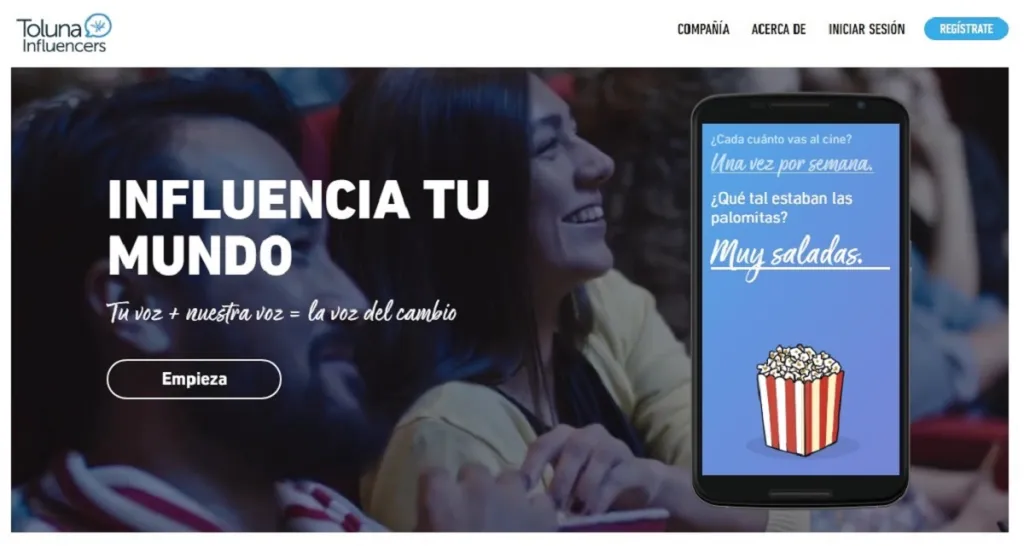 Toluna
Influencers
COMPAÑÍA
ACERCA DE
INICIAR SESIÓN
REGÍSTRATE
INFLUENCIA TU
MUNDO
Tu voz + nuestra voz = la voz del cambio
Empieza
¿Cada cuánto vas al cine?
Una vez por semana.
¿Qué tal estaban las
palomitas?
Muy saladas.